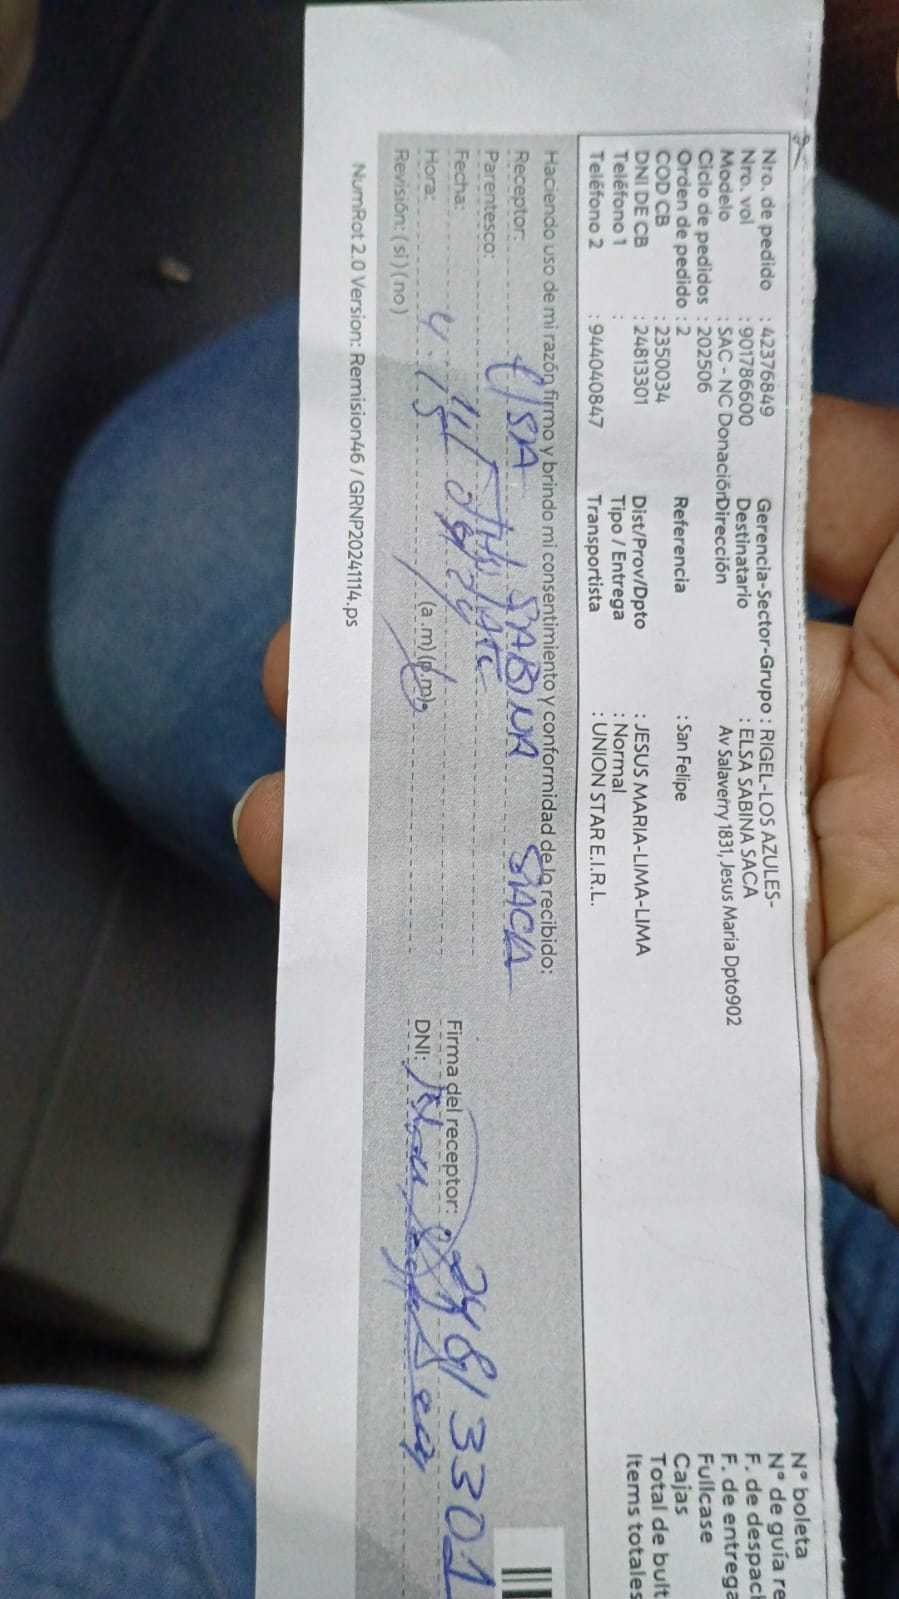 Nro. de pedido : 42376849 Gerencia-Sector-Grupo : RIGEL-LOS AZULES-
Nro. vol : 901786600 Destinatario : ELSA SABINA SACA
Modelo : SAC - NC Donación Dirección Av Salaverry 1831, Jesus Maria Dpto902
Ciclo de pedidos : 202506
Orden de pedido : 2 Referencia : San Felipe
COD CB : 2350034
DNI DE CB : 24813301 Dist/Prov/Dpto : JESUS MARIA-LIMA-LIMA
Teléfono 1 : Tipo / Entrega : Normal
Teléfono 2 : 944040847 Transportista : UNION STAR E.I.R.L.
N° boleta
N° de guía re
F. de despach
F. de entrega
Fullcase
Cajas
Total de bult
Items totales
Haciendo uso de mi razón firmo y brindo mi consentimiento y conformidad de lo recibido:
Receptor: ElSA SABINA SACA
Parentesco:
Fecha:
Hora: 4.15 (a.m)(p.m)
Revisión: (si) (no)
Firma del receptor: 24813301
DNI:
NumRot 2.0 Version: Remision46 / GRNP20241114.ps